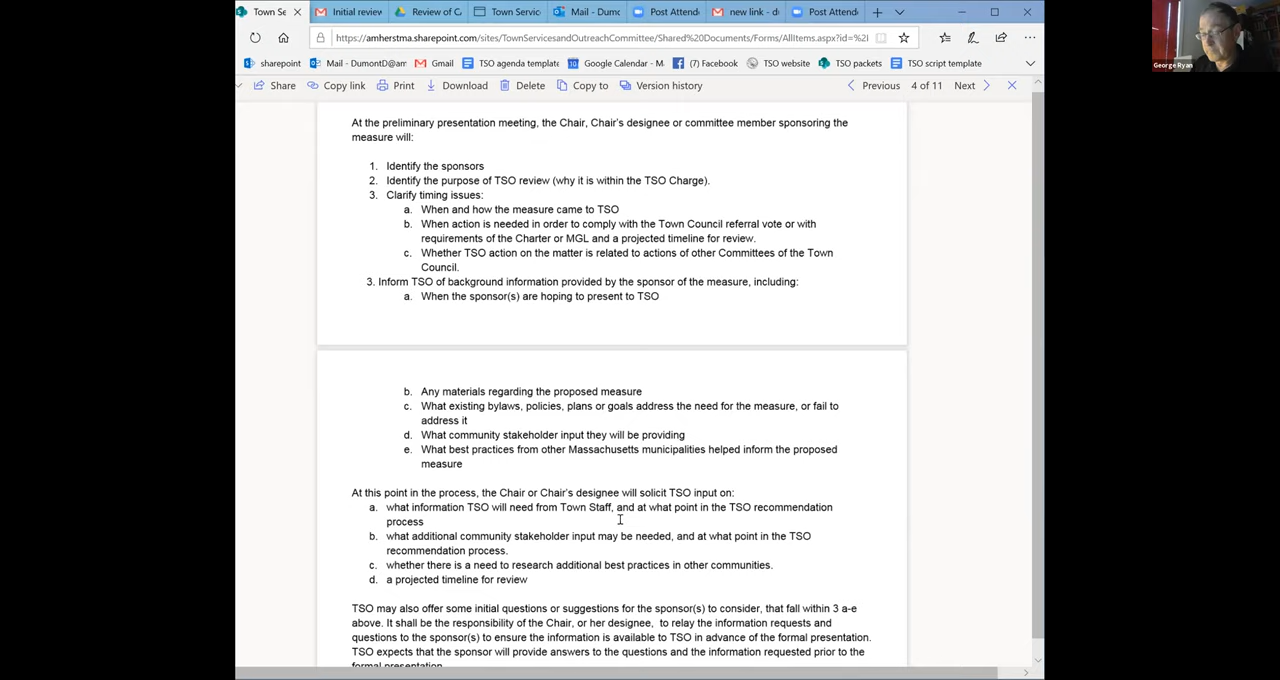 Town Se
Initial review
Review of C
Town Servic
Mail - Dumo
Post Attend
new link - d
Post Attend
https://amherstma.sharepoint.com/sites/TownServicesandOutreachCommittee/Shared%20Documents/Forms/AllItems.aspx?id=%2
sharepoint
Mail - DumontD@am
Gmail
TSO agenda template
Google Calendar - M
(7) Facebook
TSO website
TSO packets
TSO script template
Share
Copy link
Print
Download
Delete
Copy to
Version history
Previous
4 of 11
Next
George Ryan
At the preliminary presentation meeting, the Chair, Chair's designee or committee member sponsoring the
measure will:
1. Identify the sponsors
2. Identify the purpose of TSO review (why it is within the TSO Charge).
3. Clarify timing issues:
a. When and how the measure came to TSO
b. When action is needed in order to comply with the Town Council referral vote or with
requirements of the Charter or MGL and a projected timeline for review.
c. Whether TSO action on the matter is related to actions of other Committees of the Town
Council.
3. Inform TSO of background information provided by the sponsor of the measure, including:
a. When the sponsor(s) are hoping to present to TSO
b. Any materials regarding the proposed measure
c. What existing bylaws, policies, plans or goals address the need for the measure, or fail to
address it
d. What community stakeholder input they will be providing
e. What best practices from other Massachusetts municipalities helped inform the proposed
measure
At this point in the process, the Chair or Chair's designee will solicit TSO input on:
a. what information TSO will need from Town Staff, and at what point in the TSO recommendation
process
b. what additional community stakeholder input may be needed, and at what point in the TSO
recommendation process.
c. whether there is a need to research additional best practices in other communities.
d. a projected timeline for review
TSO may also offer some initial questions or suggestions for the sponsor(s) to consider, that fall within 3 a-e
above. It shall be the responsibility of the Chair, or her designee, to relay the information requests and
questions to the sponsor(s) to ensure the information is available to TSO in advance of the formal presentation.
TSO expects that the sponsor will provide answers to the questions and the information requested prior to the
formal presentation.